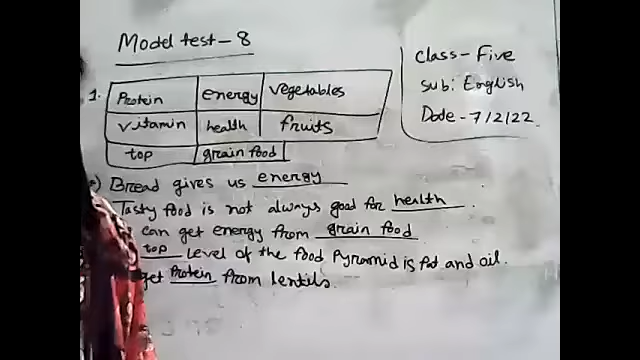 Model test - 8
Class - Five
Sub: English
Date - 7/2/22
1.
Protein energy vegetables
vitamin health fruits
top grain food
) Bread gives us energy
Tasty food is not always good for health.
can get energy from grain food
top level of the food Pyramid is fat and oil.
get Protein from lentils.